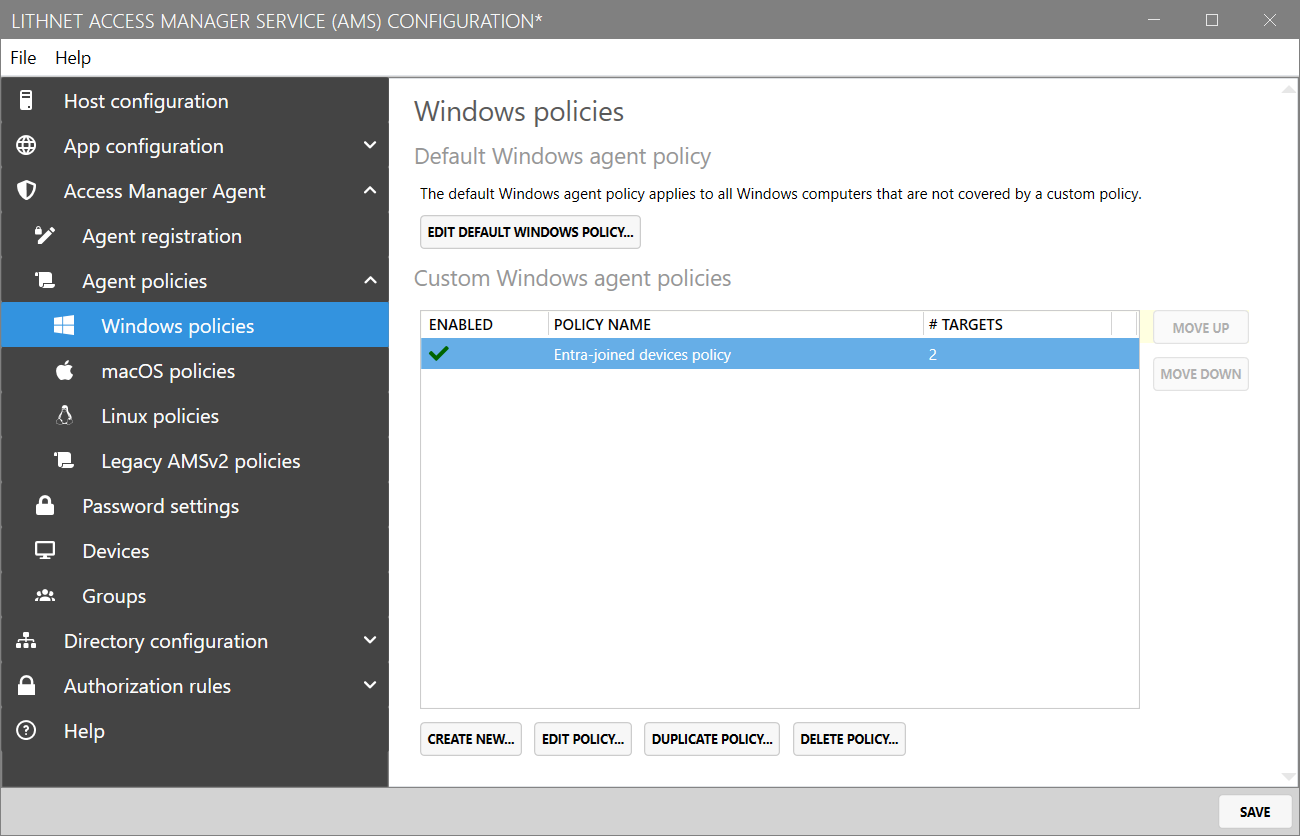 LITHNET ACCESS MANAGER SERVICE (AMS) CONFIGURATION*
File Help
Host configuration
App configuration
Access Manager Agent
Agent registration
Agent policies
Windows policies
macOS policies
Linux policies
Legacy AMSv2 policies
Password settings
Devices
Groups
Directory configuration
Authorization rules
Help
Windows policies
Default Windows agent policy
The default Windows agent policy applies to all Windows computers that are not covered by a custom policy.
EDIT DEFAULT WINDOWS POLICY...
Custom Windows agent policies
ENABLED POLICY NAME # TARGETS
Entra-joined devices policy 2
MOVE UP
MOVE DOWN
CREATE NEW... EDIT POLICY... DUPLICATE POLICY... DELETE POLICY...
SAVE